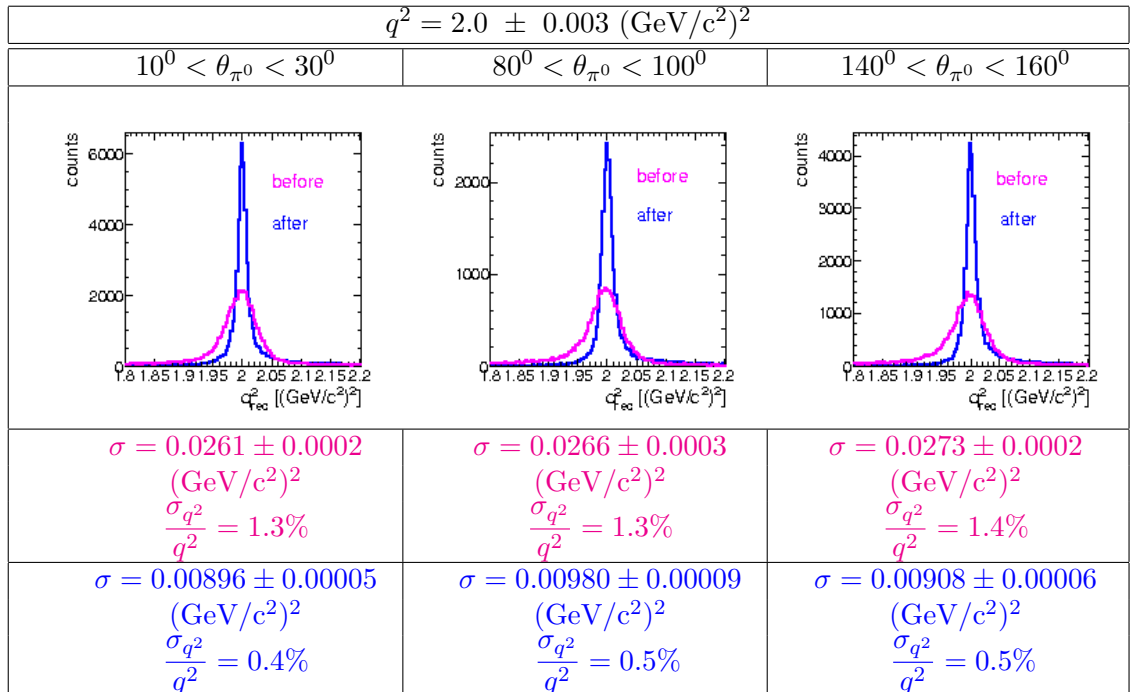 q² = 2.0 ± 0.003 (GeV/c²)²
10⁰ < θ_π⁰ < 30⁰
80⁰ < θ_π⁰ < 100⁰
140⁰ < θ_π⁰ < 160⁰
counts
6000
4000
2000
0
before
after
1.8 1.85 1.9 1.95 2 2.05 2.1 2.15 2.2
q²_rec [(GeV/c²)²]
counts
2000
1000
0
before
after
1.8 1.85 1.9 1.95 2 2.05 2.1 2.15 2.2
q²_rec [(GeV/c²)²]
counts
4000
3000
2000
1000
0
before
after
1.8 1.85 1.9 1.95 2 2.05 2.1 2.15 2.2
q²_rec [(GeV/c²)²]
σ = 0.0261 ± 0.0002
(GeV/c²)²
σ_q²/q² = 1.3%
σ = 0.0266 ± 0.0003
(GeV/c²)²
σ_q²/q² = 1.3%
σ = 0.0273 ± 0.0002
(GeV/c²)²
σ_q²/q² = 1.4%
σ = 0.00896 ± 0.00005
(GeV/c²)²
σ_q²/q² = 0.4%
σ = 0.00980 ± 0.00009
(GeV/c²)²
σ_q²/q² = 0.5%
σ = 0.00908 ± 0.00006
(GeV/c²)²
σ_q²/q² = 0.5%